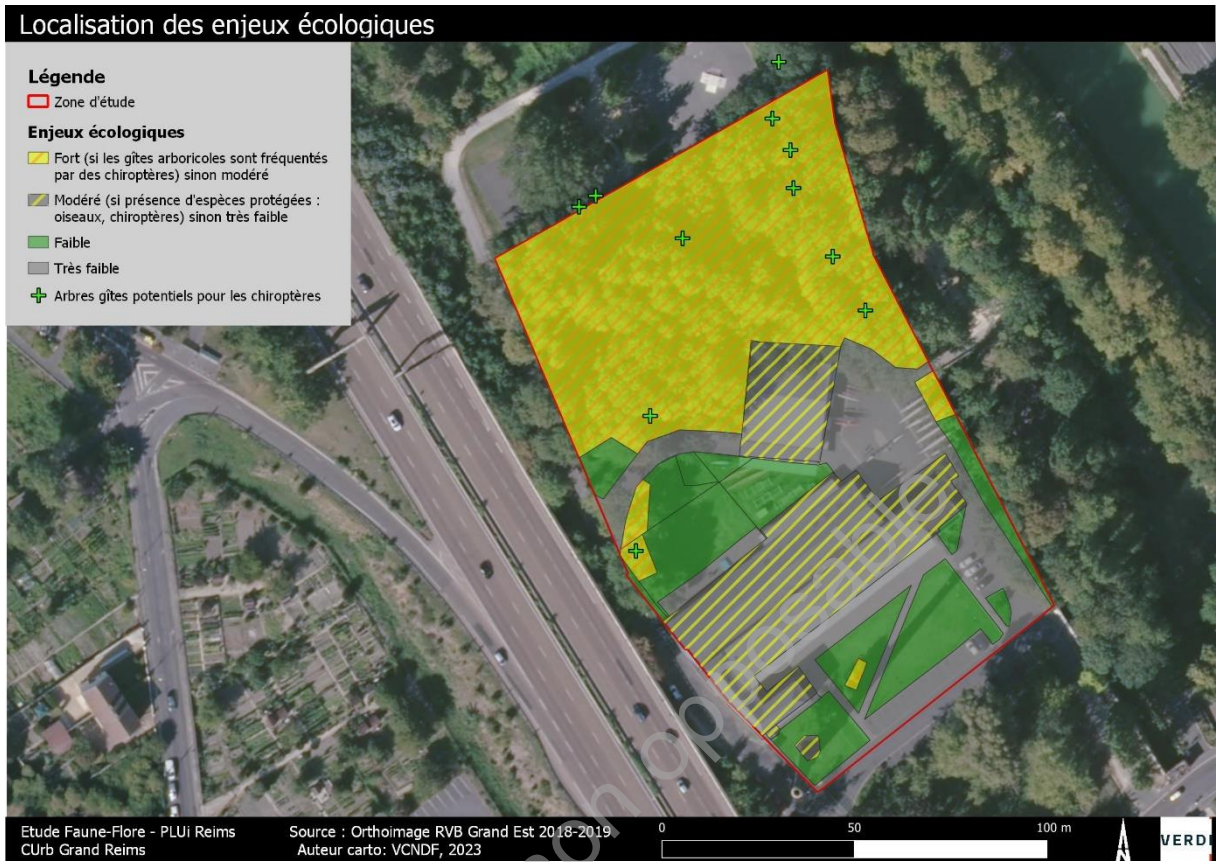 Localisation des enjeux écologiques
Légende
Zone d'étude
Enjeux écologiques
Fort (si les gîtes arboricoles sont fréquentés
par des chiroptères) sinon modéré
Modéré (si présence d'espèces protégées :
oiseaux, chiroptères) sinon très faible
Faible
Très faible
Arbres gîtes potentiels pour les chiroptères
non opposable
Etude Faune-Flore - PLUi Reims
CUrb Grand Reims
Source : Orthoimage RVB Grand Est 2018-2019
Auteur carto: VCNDF, 2023
0 50 100 m
N
VERDI